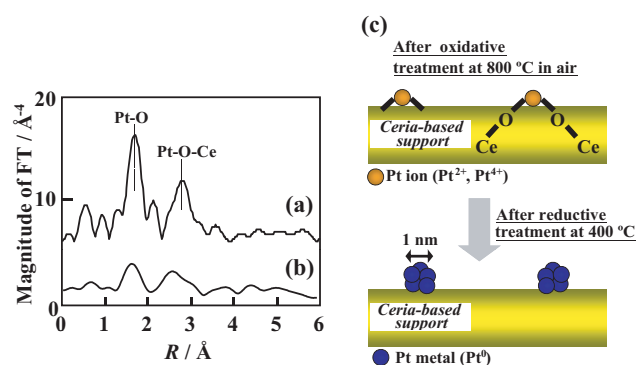 (c)
After oxidative
treatment at 800 ºC in air
Ceria-based
support
O
O
Ce
Ce
Pt ion (Pt²⁺, Pt⁴⁺)
After reductive
treatment at 400 ºC
1 nm
Ceria-based
support
Pt metal (Pt⁰)
Magnitude of FT / Å⁻⁴
20
10
0
Pt-O
Pt-O-Ce
(a)
(b)
0 1 2 3 4 5 6
R / Å